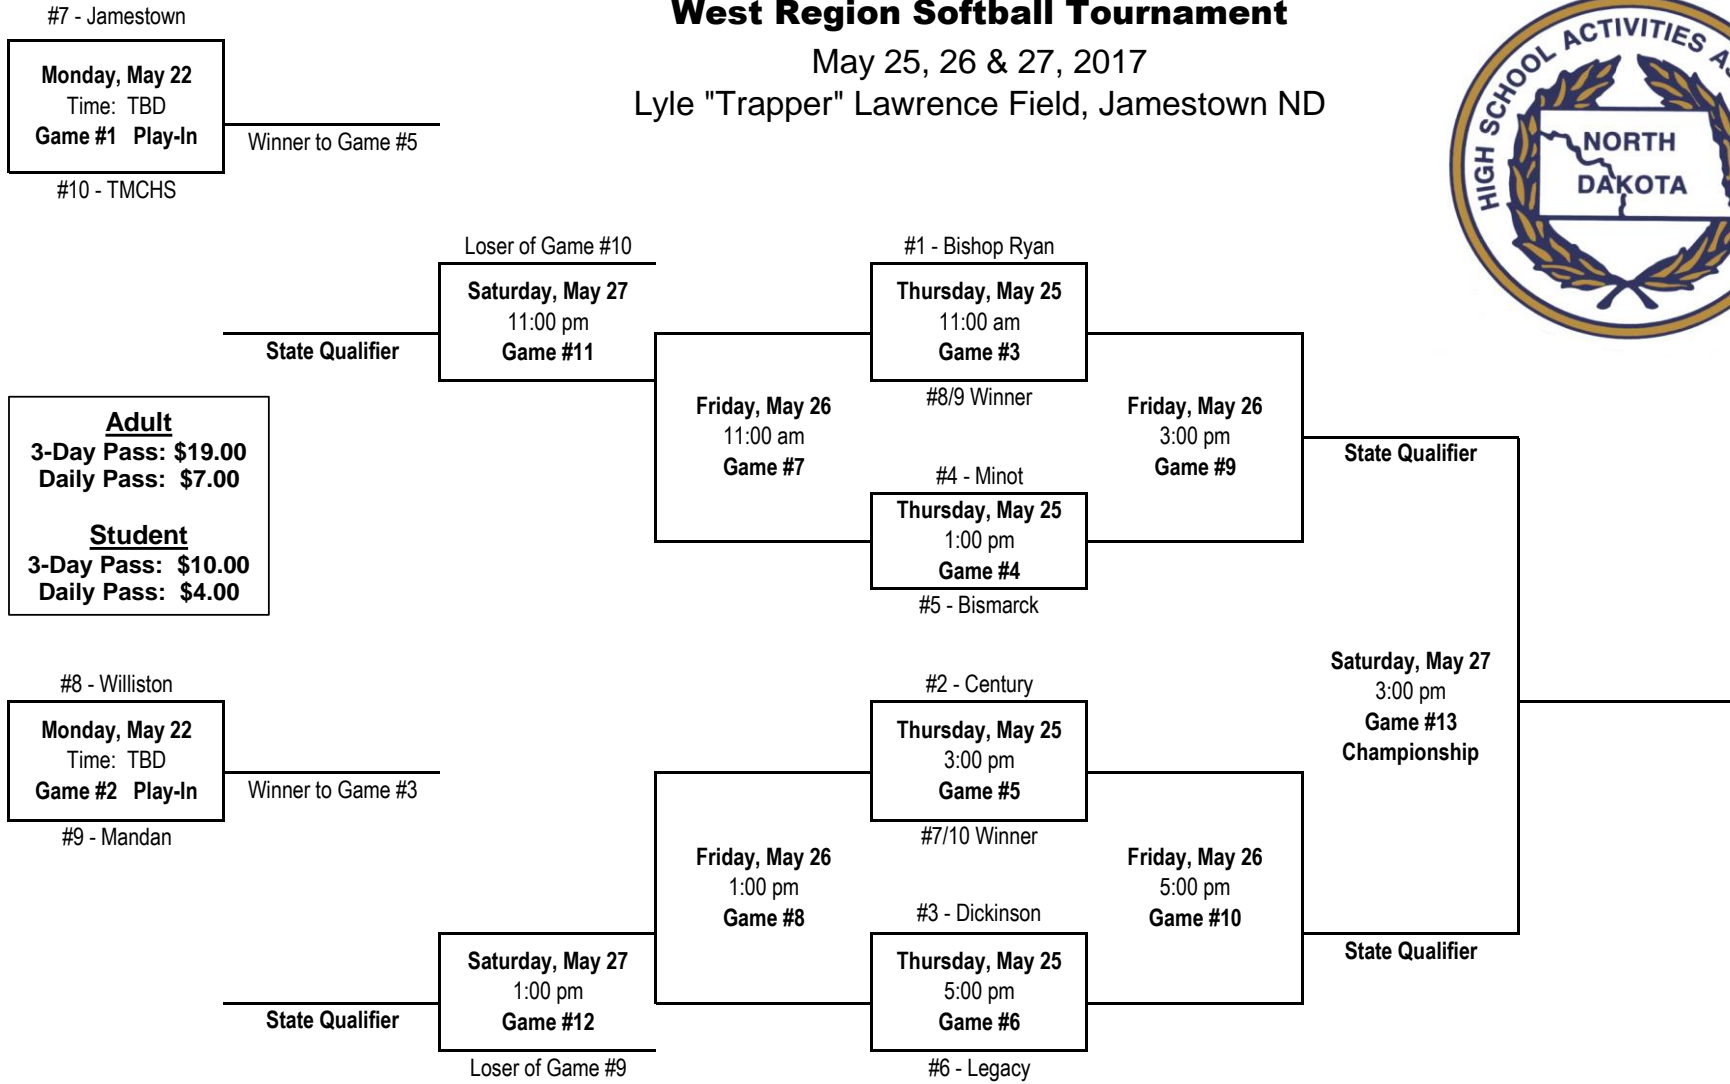 West Region Softball Tournament
May 25, 26 & 27, 2017
Lyle "Trapper" Lawrence Field, Jamestown ND
HIGH SCHOOL ACTIVITIES
NORTH
DAKOTA
#7 - Jamestown
Monday, May 22
Time: TBD
Game #1 Play-In
Winner to Game #5
#10 - TMCHS
Loser of Game #10
Saturday, May 27
11:00 pm
Game #11
State Qualifier
Adult
3-Day Pass: $19.00
Daily Pass: $7.00
Student
3-Day Pass: $10.00
Daily Pass: $4.00
Friday, May 26
11:00 am
Game #7
#1 - Bishop Ryan
Thursday, May 25
11:00 am
Game #3
#8/9 Winner
#4 - Minot
Thursday, May 25
1:00 pm
Game #4
#5 - Bismarck
Friday, May 26
3:00 pm
Game #9
State Qualifier
#8 - Williston
Monday, May 22
Time: TBD
Game #2 Play-In
Winner to Game #3
#9 - Mandan
#2 - Century
Thursday, May 25
3:00 pm
Game #5
#7/10 Winner
Saturday, May 27
3:00 pm
Game #13
Championship
Friday, May 26
1:00 pm
Game #8
#3 - Dickinson
Thursday, May 25
5:00 pm
Game #6
#6 - Legacy
Friday, May 26
5:00 pm
Game #10
State Qualifier
Saturday, May 27
1:00 pm
Game #12
State Qualifier
Loser of Game #9